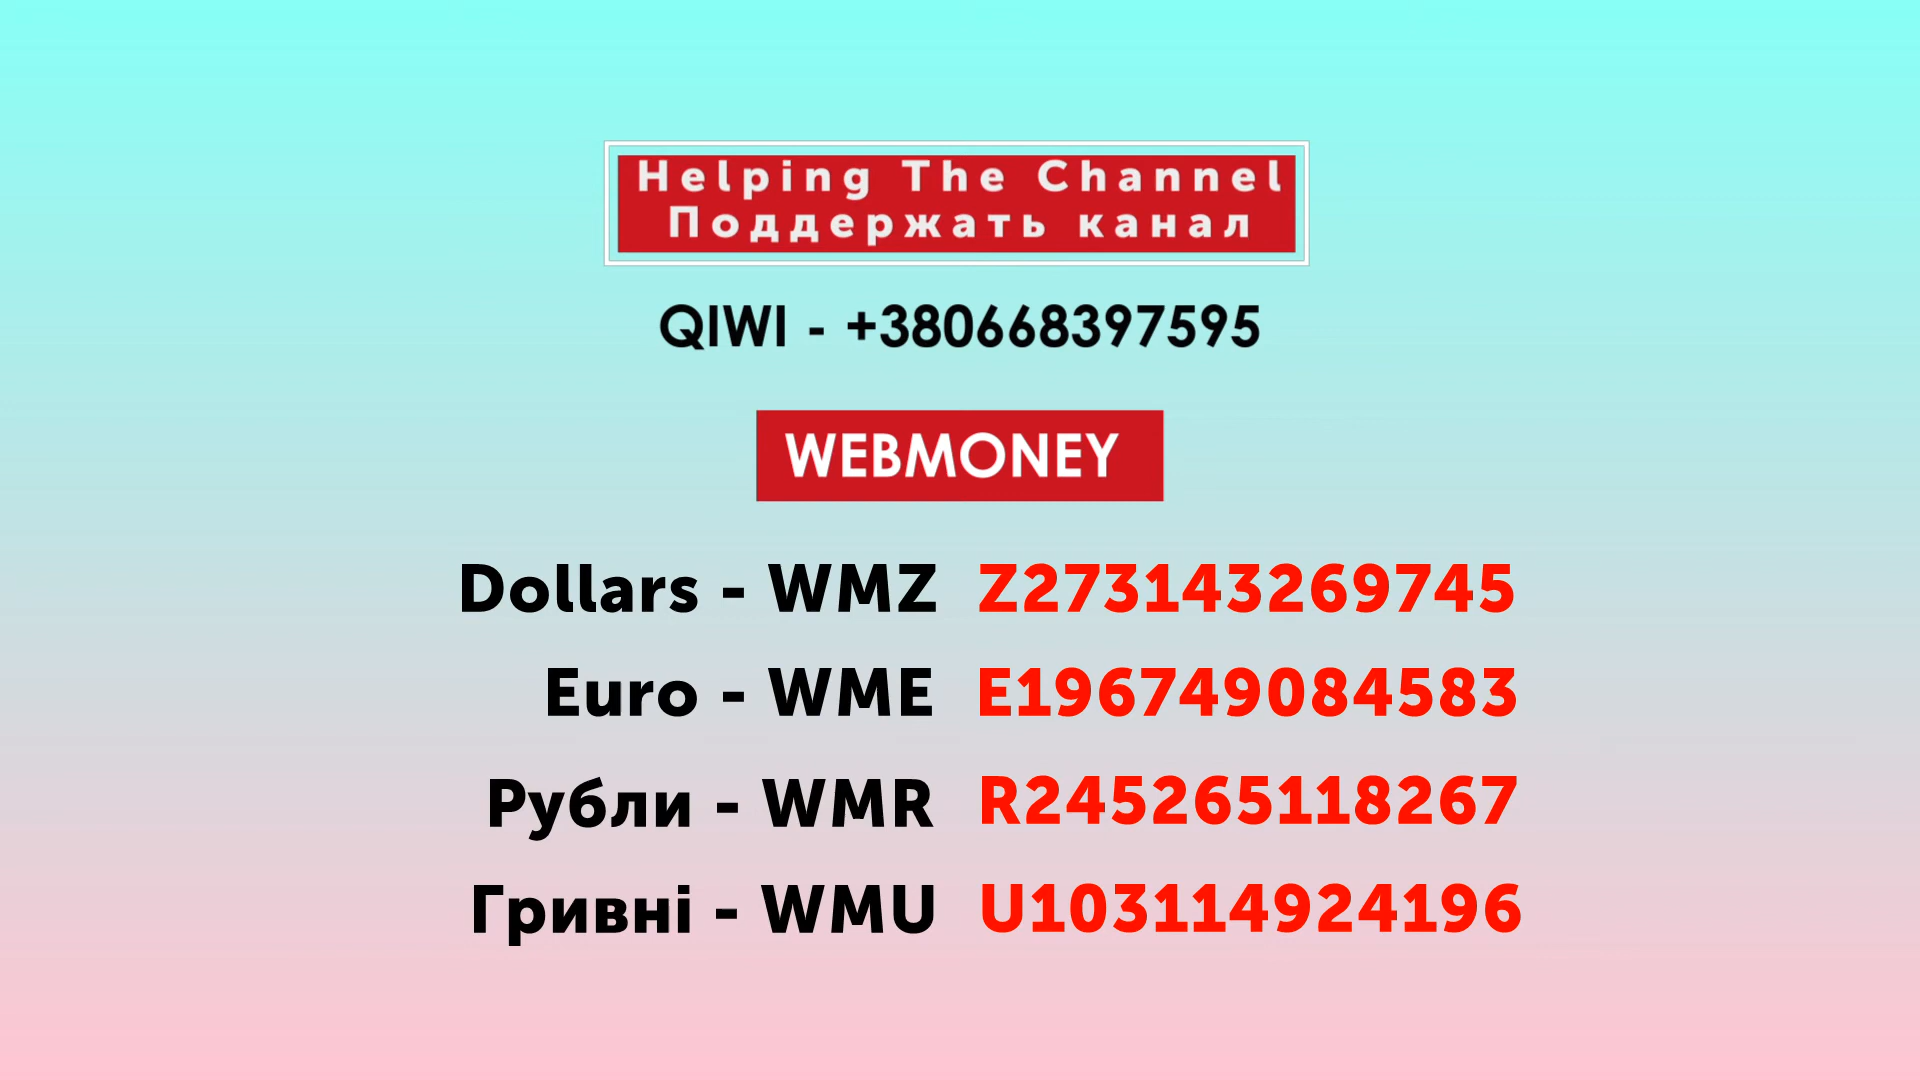 Helping The Channel
Поддержать канал
QIWI - +380668397595
WEBMONEY
Dollars - WMZ Z273143269745
Euro - WME E196749084583
Рубли - WMR R245265118267
Гривні - WMU U103114924196